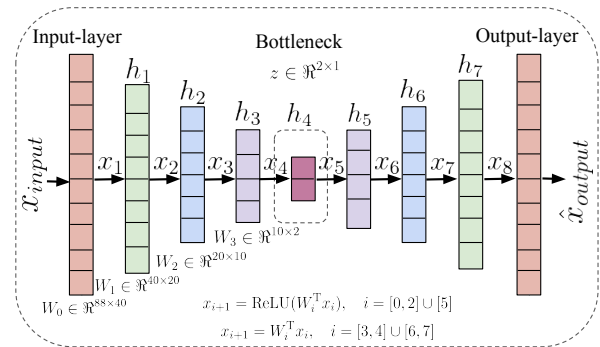 Input-layer
Bottleneck
Output-layer
z ∈ ℜ^{2×1}
h_1
h_2
h_3
h_4
h_5
h_6
h_7
x_{input}
x_1
x_2
x_3
x_4
x_5
x_6
x_7
x_8
x̂_{output}
W_3 ∈ ℜ^{10×2}
W_2 ∈ ℜ^{20×10}
W_1 ∈ ℜ^{40×20}
W_0 ∈ ℜ^{88×40}
x_{i+1} = ReLU(W_i^T x_i), i = [0, 2] ∪ [5]
x_{i+1} = W_i^T x_i, i = [3, 4] ∪ [6, 7]